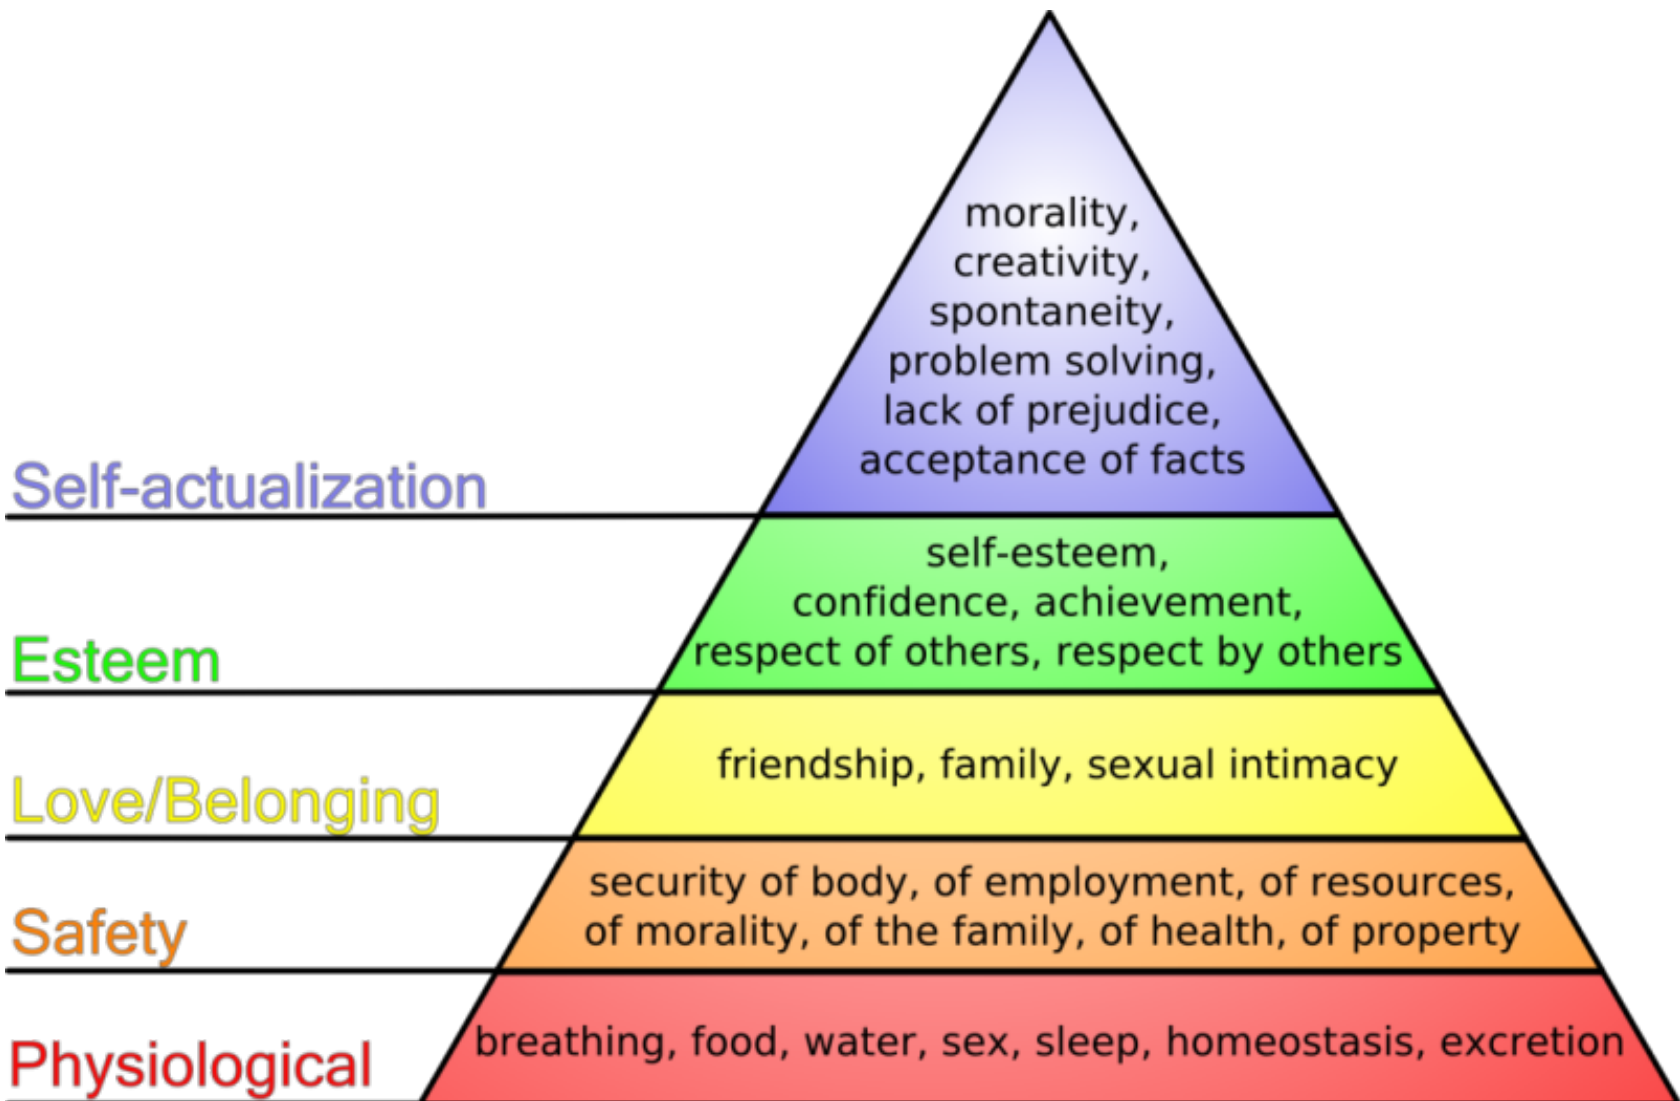 morality,
creativity,
spontaneity,
problem solving,
lack of prejudice,
acceptance of facts
Self-actualization
self-esteem,
confidence, achievement,
respect of others, respect by others
Esteem
friendship, family, sexual intimacy
Love/Belonging
security of body, of employment, of resources,
of morality, of the family, of health, of property
Safety
breathing, food, water, sex, sleep, homeostasis, excretion
Physiological